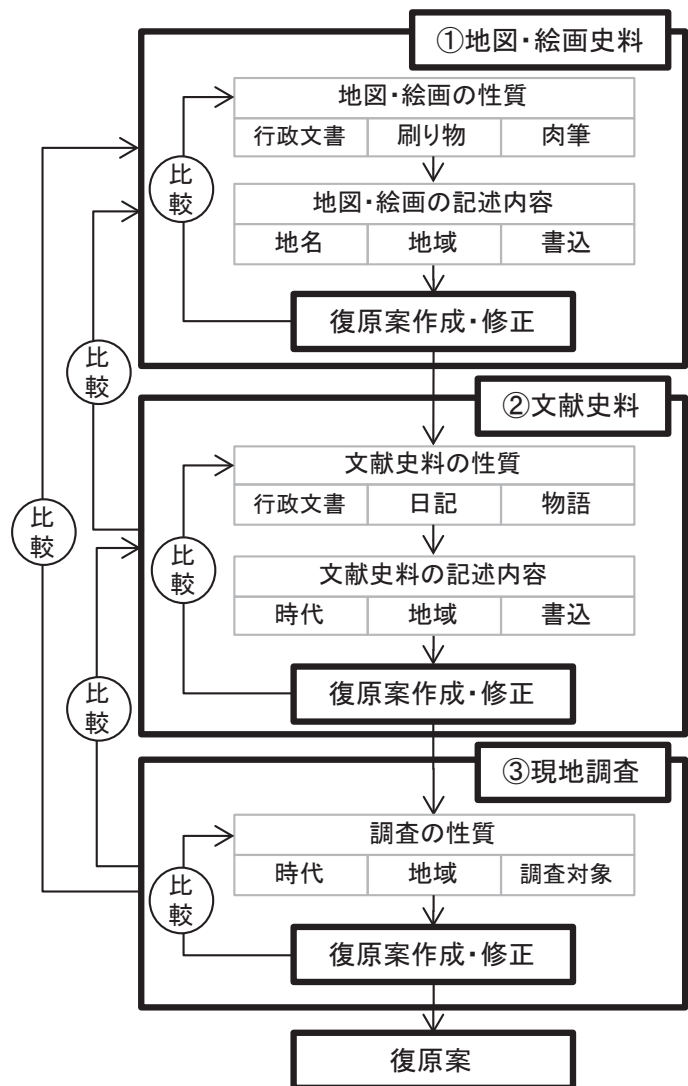 ①地図・絵画史料
地図・絵画の性質
行政文書 刷り物 肉筆
比較
地図・絵画の記述内容
地名 地域 書込
復原案作成・修正
比較
②文献史料
文献史料の性質
行政文書 日記 物語
比較
比較
文献史料の記述内容
時代 地域 書込
復原案作成・修正
比較
③現地調査
調査の性質
時代 地域 調査対象
比較
復原案作成・修正
復原案